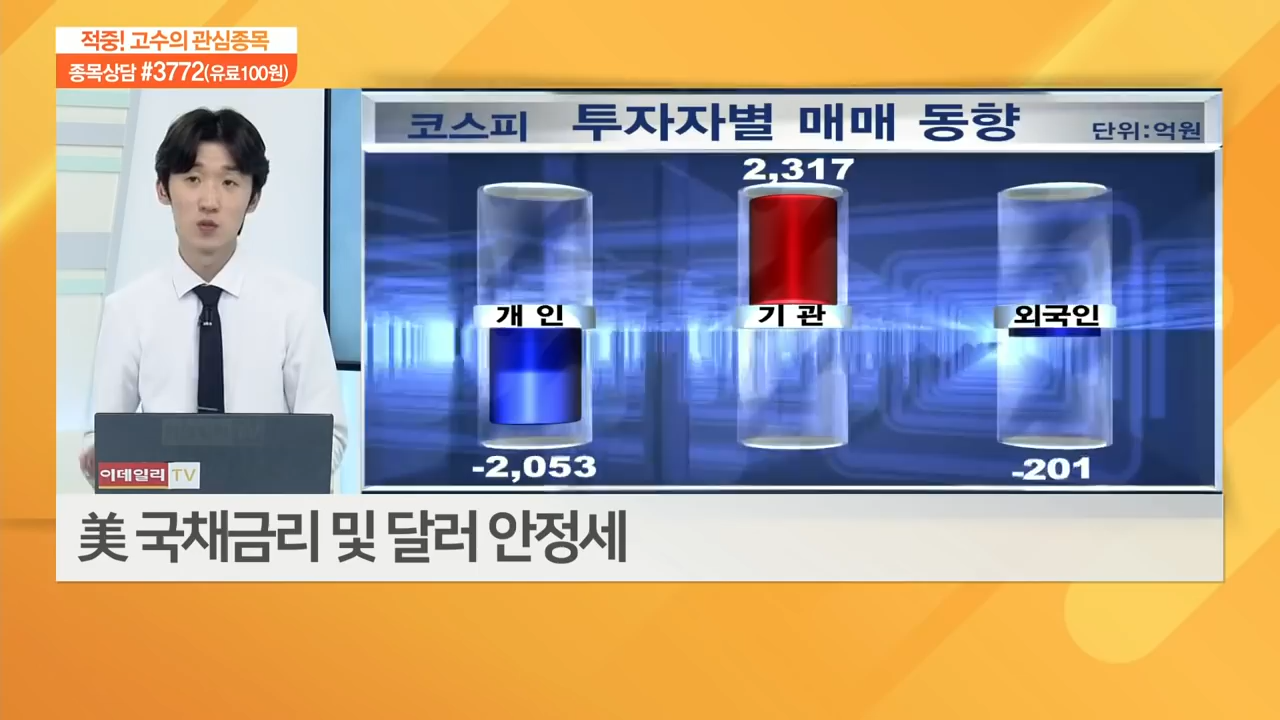 적중! 고수의 관심종목
종목상담 #3772(유료100원)
코스피 투자자별 매매 동향 단위:억원
2,317
개인 기관 외국인
-2,053 -201
이데일리 TV
美 국채금리 및 달러 안정세